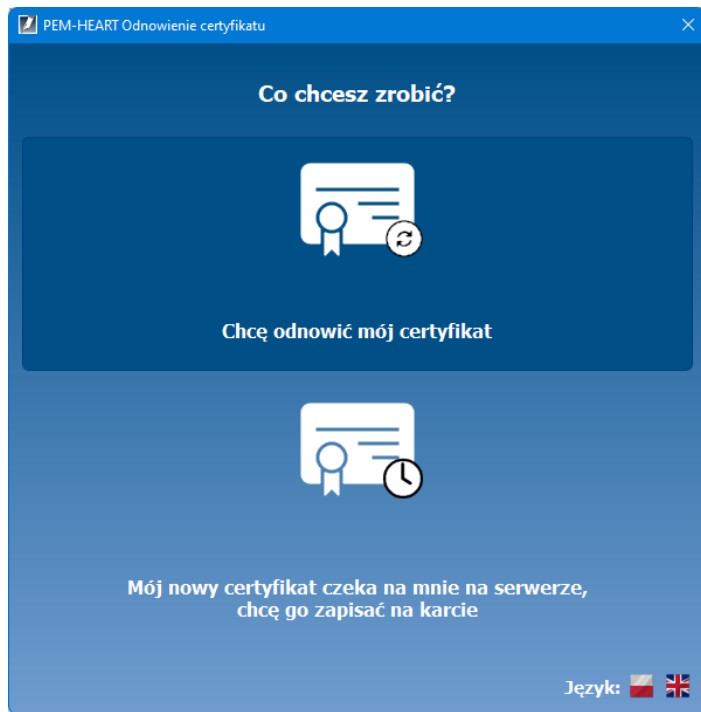 PEM-HEART Odnowienie certyfikatu
Co chcesz zrobić?
Chcę odnowić mój certyfikat
Mój nowy certyfikat czeka na mnie na serwerze,
chcę go zapisać na karcie
Język: